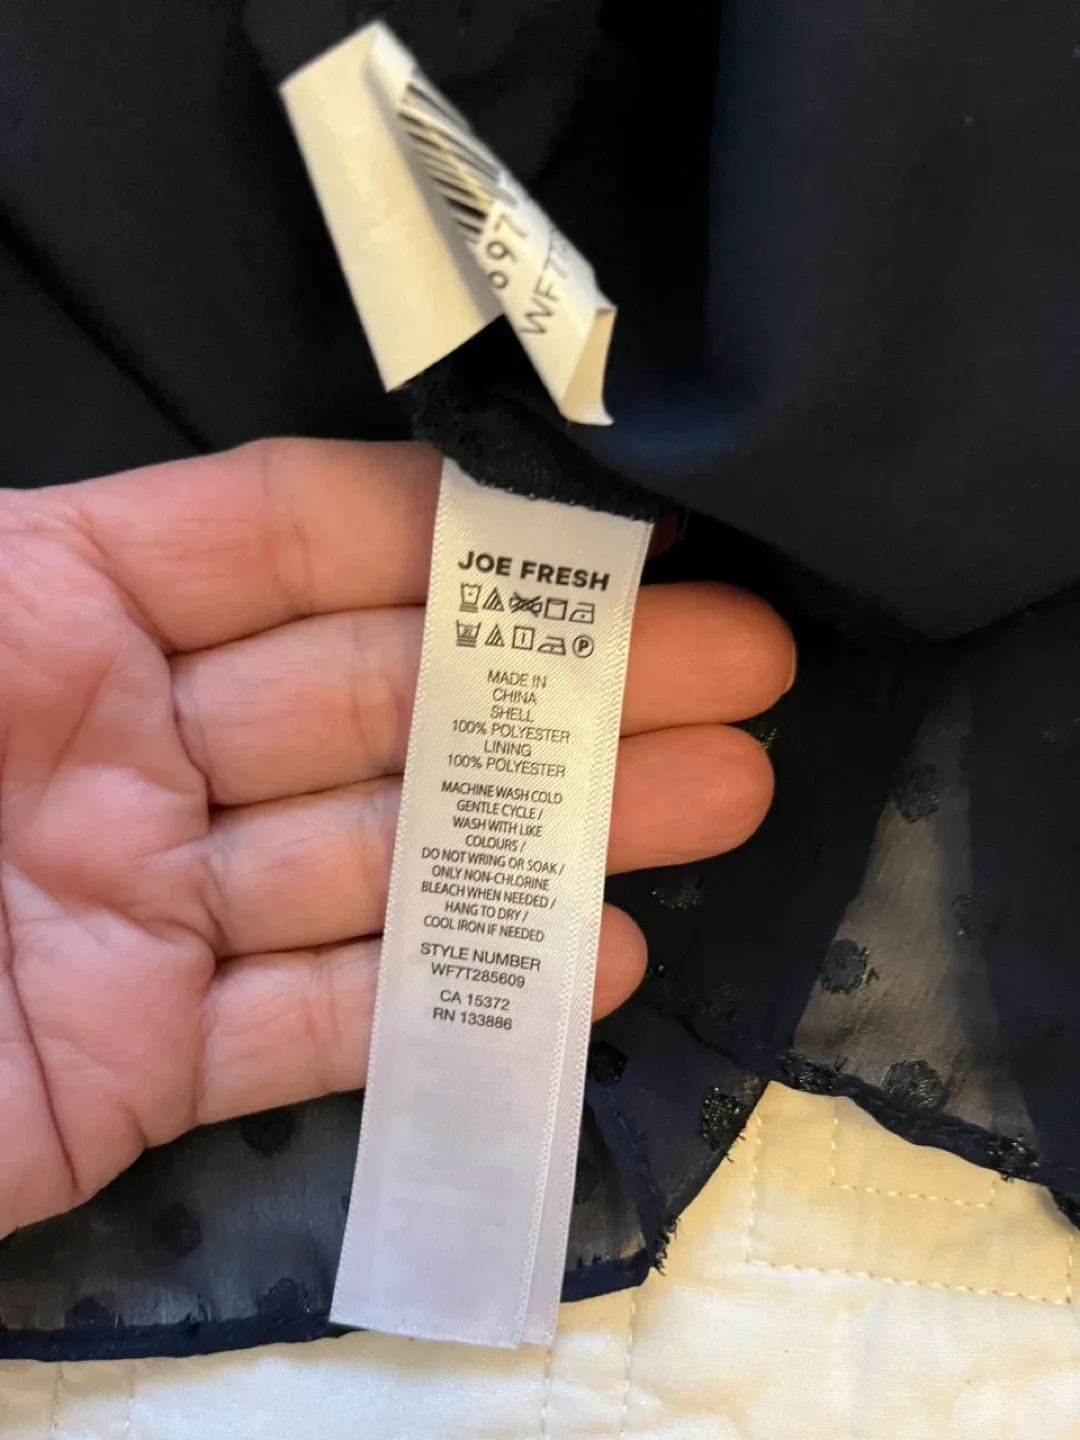 697
WF7
JOE FRESH
MADE IN
CHINA
SHELL
100% POLYESTER
LINING
100% POLYESTER
MACHINE WASH COLD
GENTLE CYCLE /
WASH WITH LIKE
COLOURS /
DO NOT WRING OR SOAK /
ONLY NON-CHLORINE
BLEACH WHEN NEEDED /
HANG TO DRY /
COOL IRON IF NEEDED
STYLE NUMBER
WF7T285609
CA 15372
RN 133886